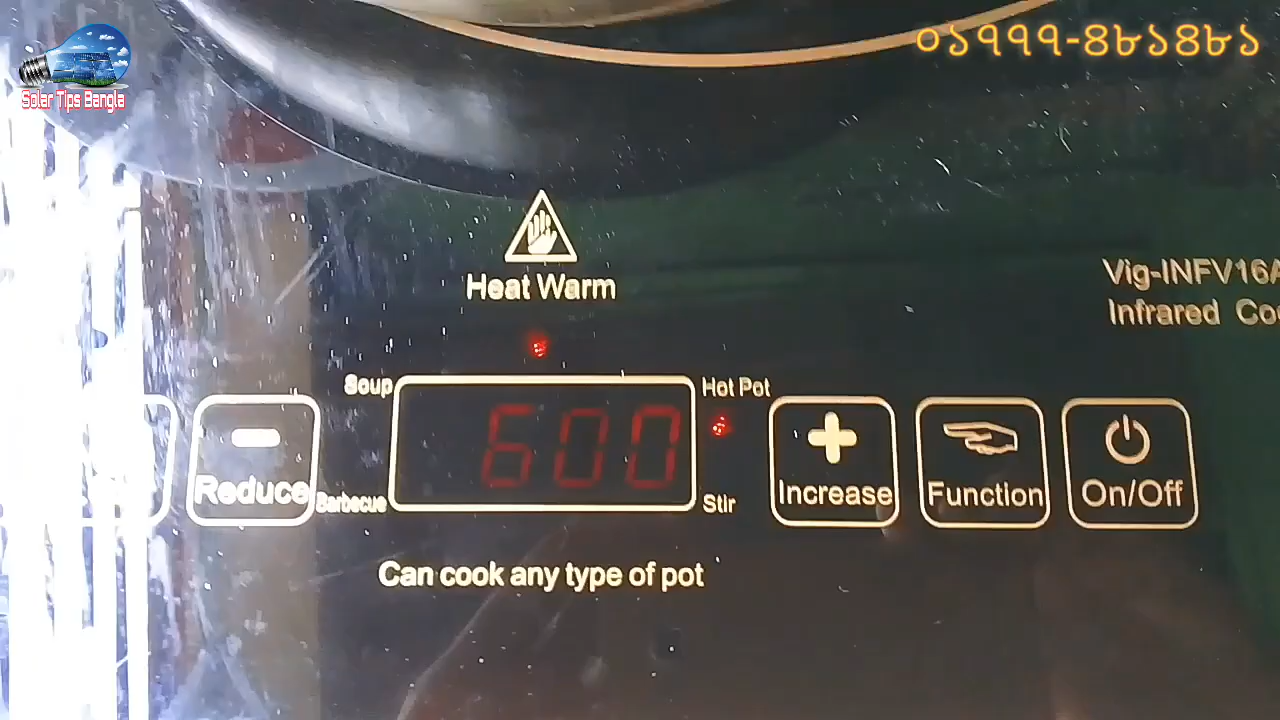 Solar Tips Bangla
০১৯৯৯-৪৮১৪৮১
Heat Warm
Vig-INFV16A
Infrared Co
Soup
Hot Pot
600
Reduce
Barbecue
Stir
Increase
Function
On/Off
Can cook any type of pot